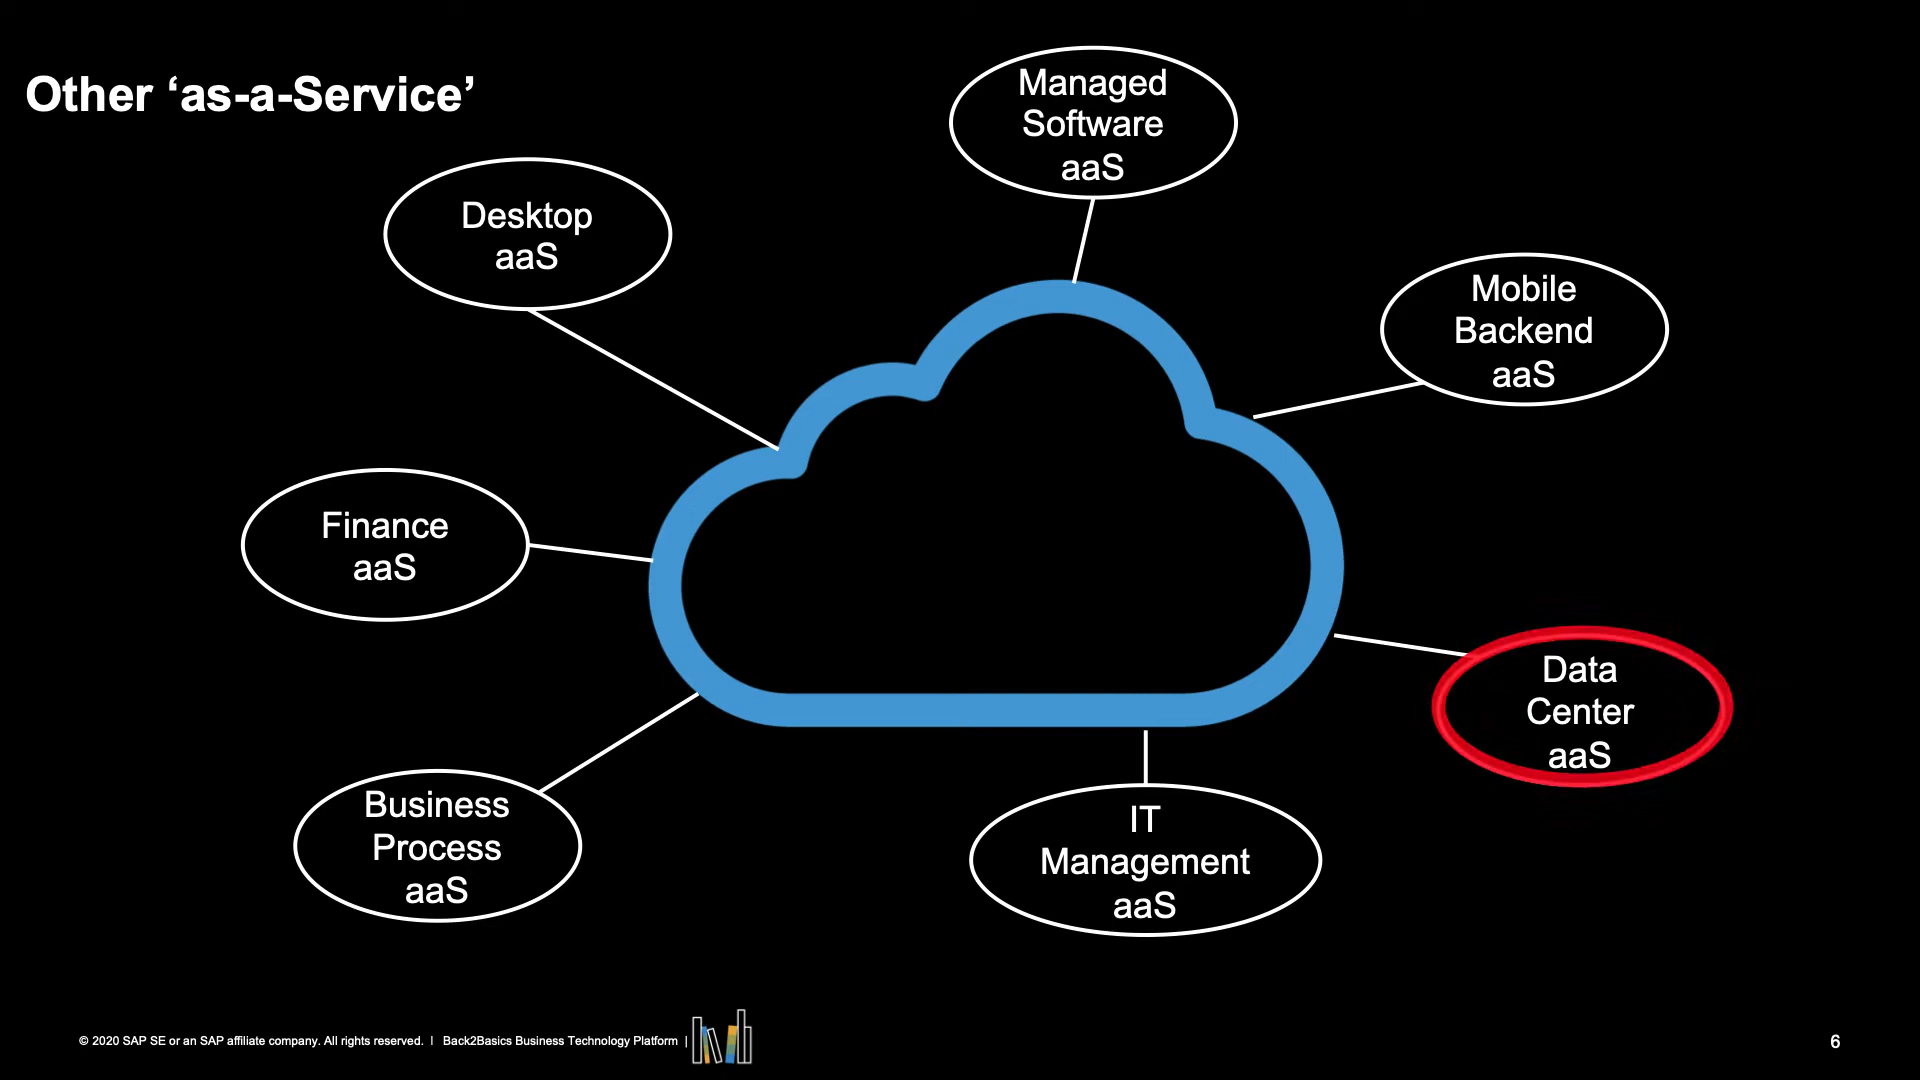 Other ‘as-a-Service’
Managed
Software
aaS
Desktop
aaS
Mobile
Backend
aaS
Finance
aaS
Data
Center
aaS
Business
Process
aaS
IT
Management
aaS
© 2020 SAP SE or an SAP affiliate company. All rights reserved. I Back2Basics Business Technology Platform |
6